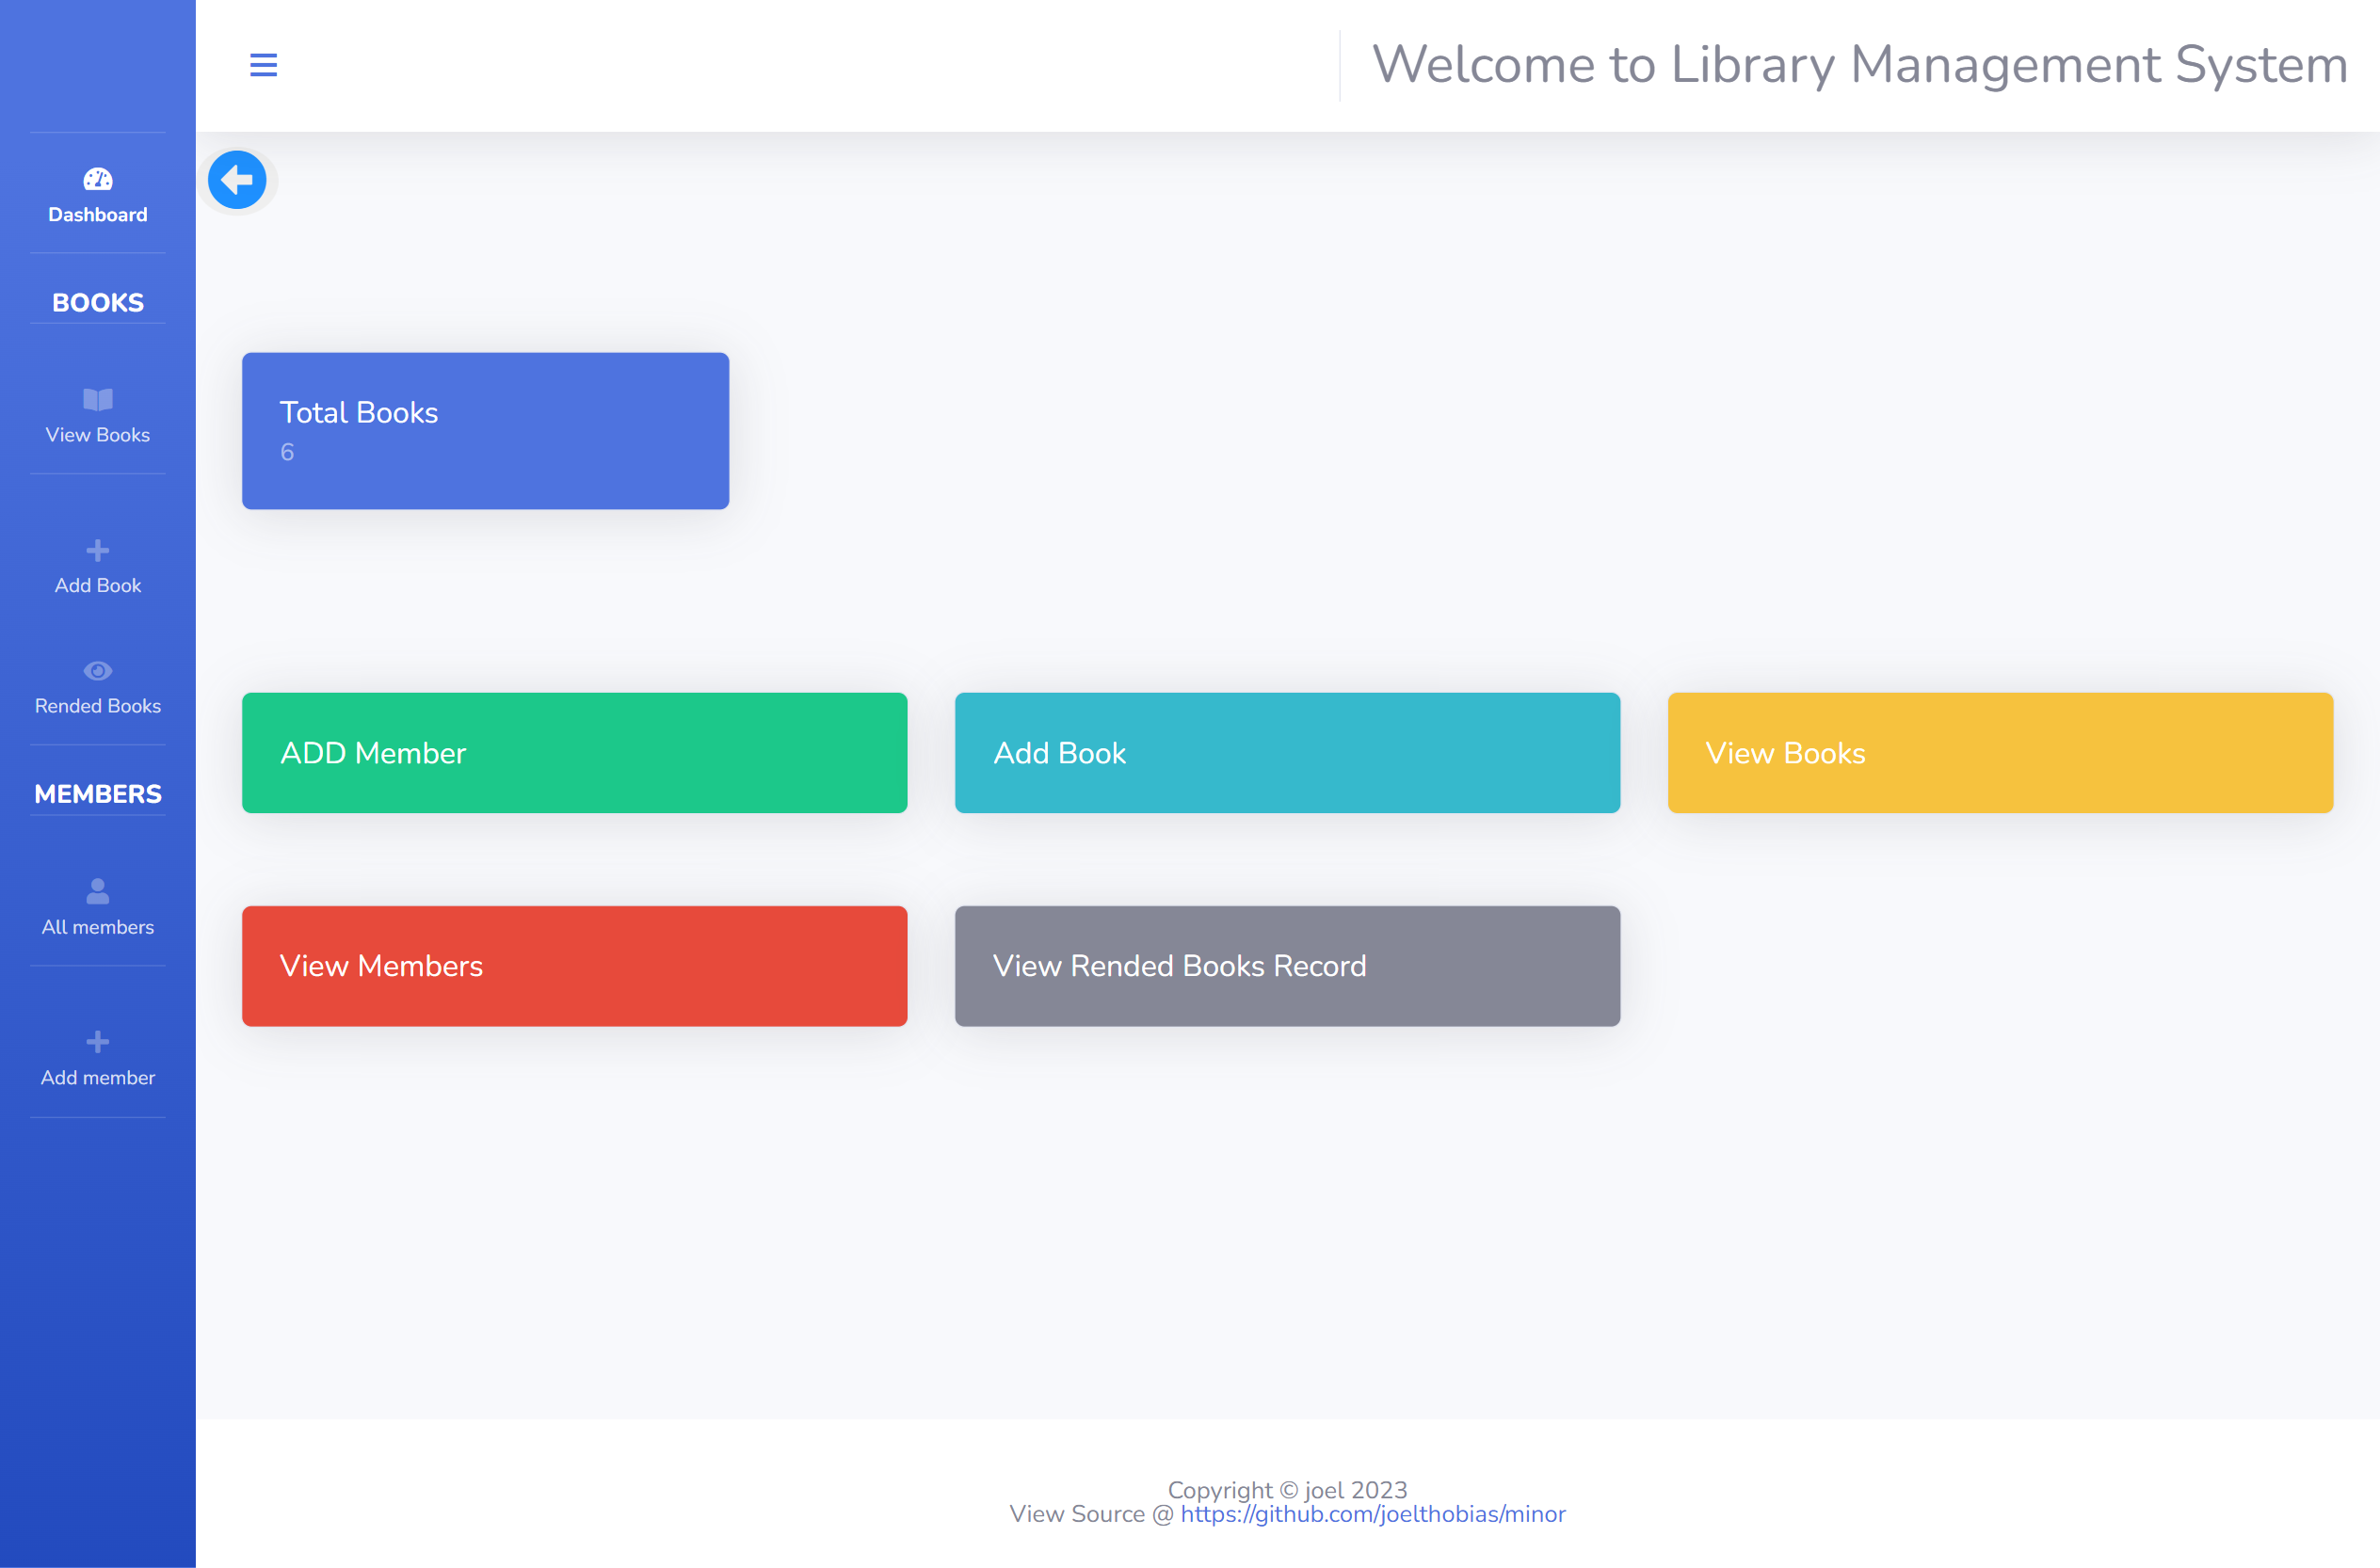 Welcome to Library Management System
Dashboard
BOOKS
View Books
Add Book
Rended Books
MEMBERS
All members
Add member
Total Books
6
ADD Member
Add Book
View Books
View Members
View Rended Books Record
Copyright © joel 2023
View Source @ https://github.com/joelthobias/minor